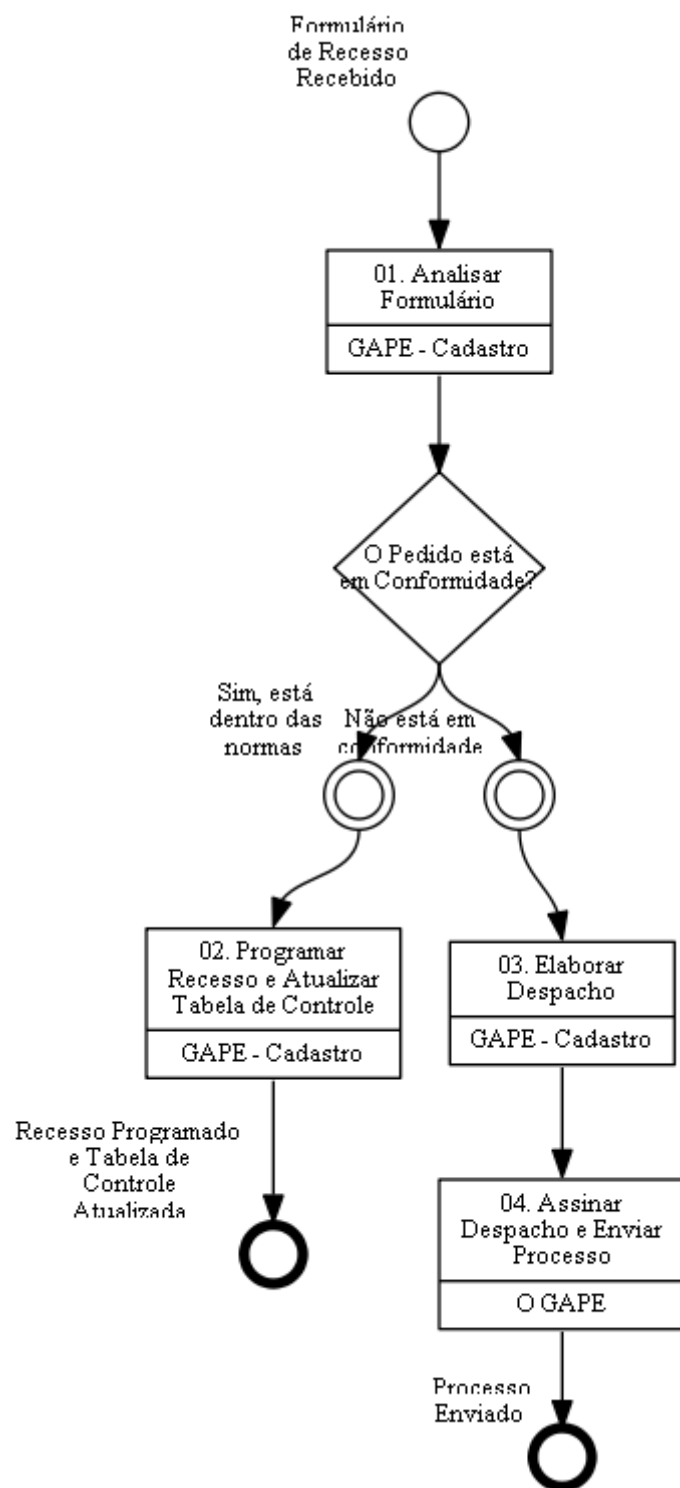 Formulário
de Recesso
Recebido
01. Analisar
Formulário
GAPE - Cadastro
O Pedido está
em Conformidade?
Sim, está
dentro das
normas
Não está em
conformidade
02. Programar
Recesso e Atualizar
Tabela de Controle
GAPE - Cadastro
03. Elaborar
Despacho
GAPE - Cadastro
Recesso Programado
e Tabela de
Controle
Atualizada
04. Assinar
Despacho e Enviar
Processo
O GAPE
Processo
Enviado